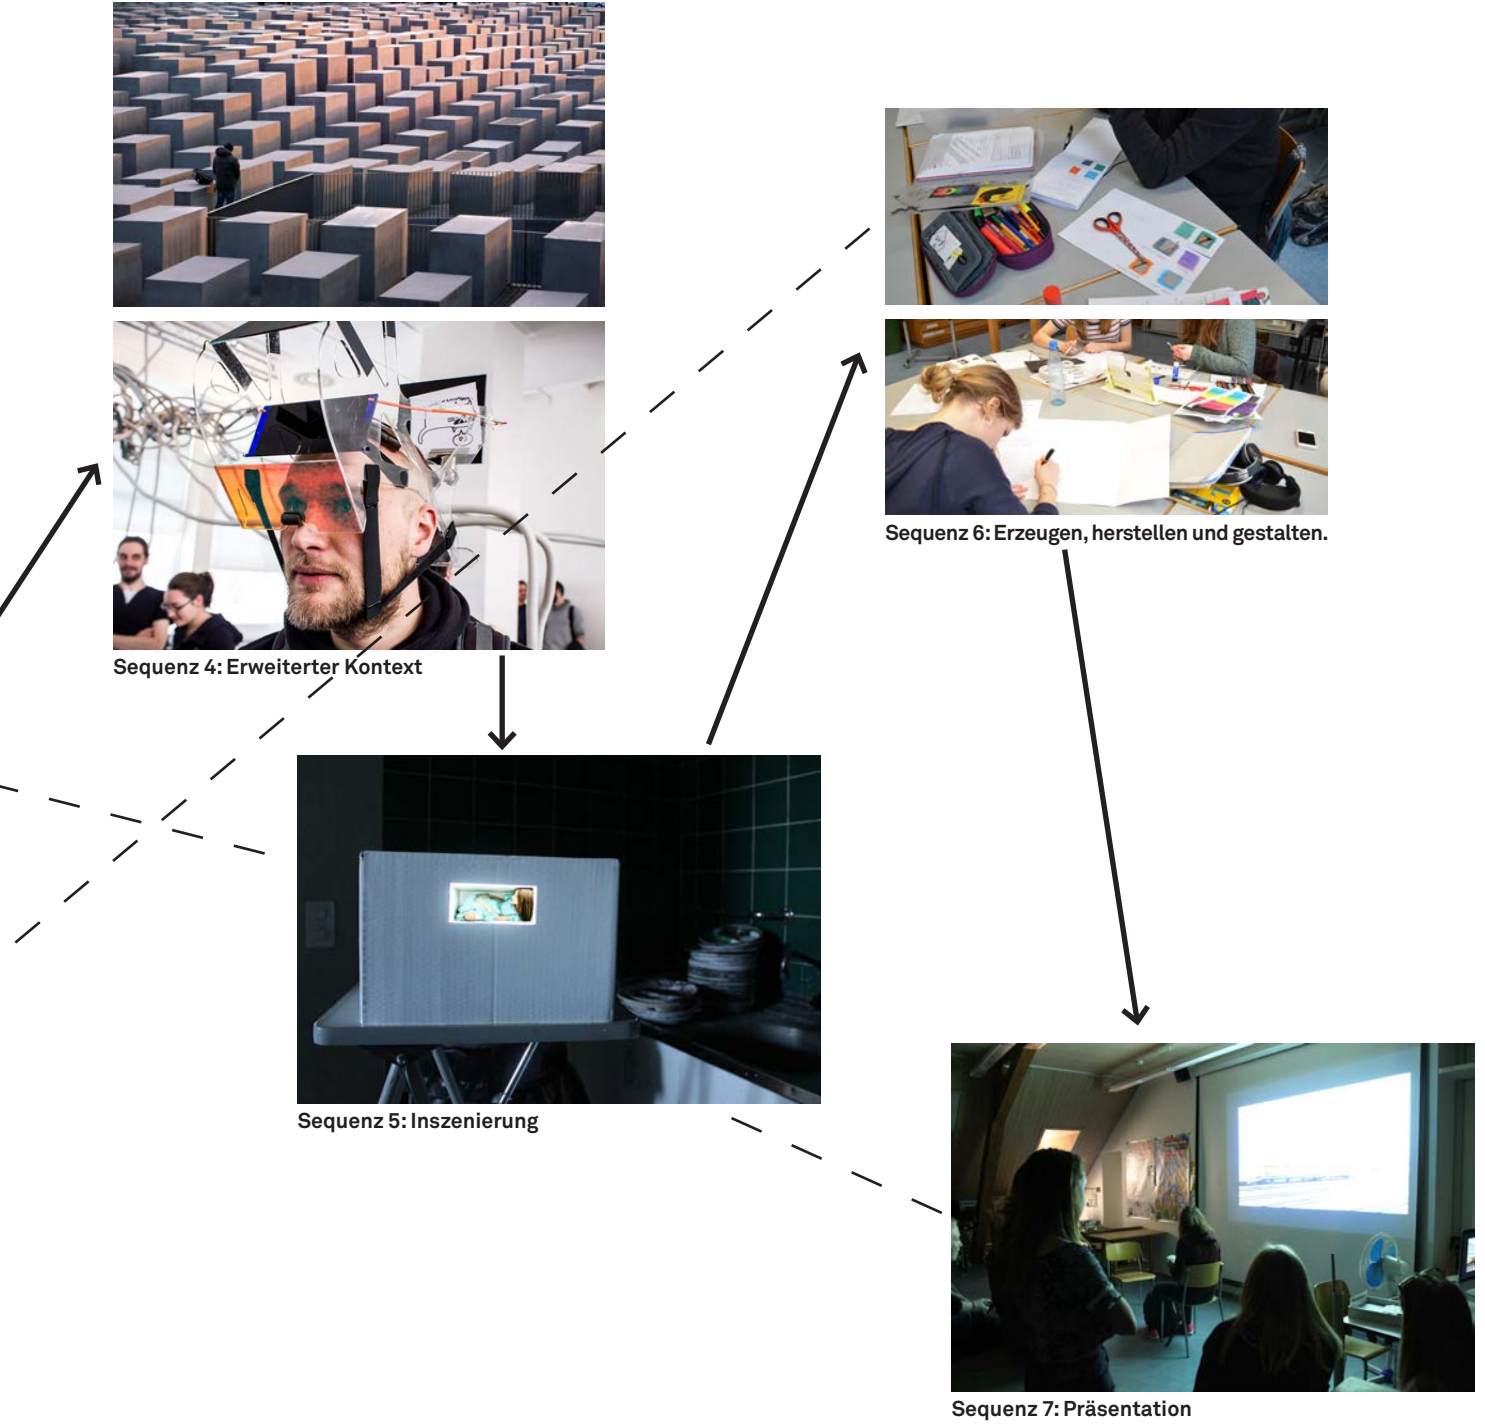 Sequenz 6: Erzeugen, herstellen und gestalten.
Sequenz 4: Erweiterter Kontext
Sequenz 5: Inszenierung
Sequenz 7: Präsentation